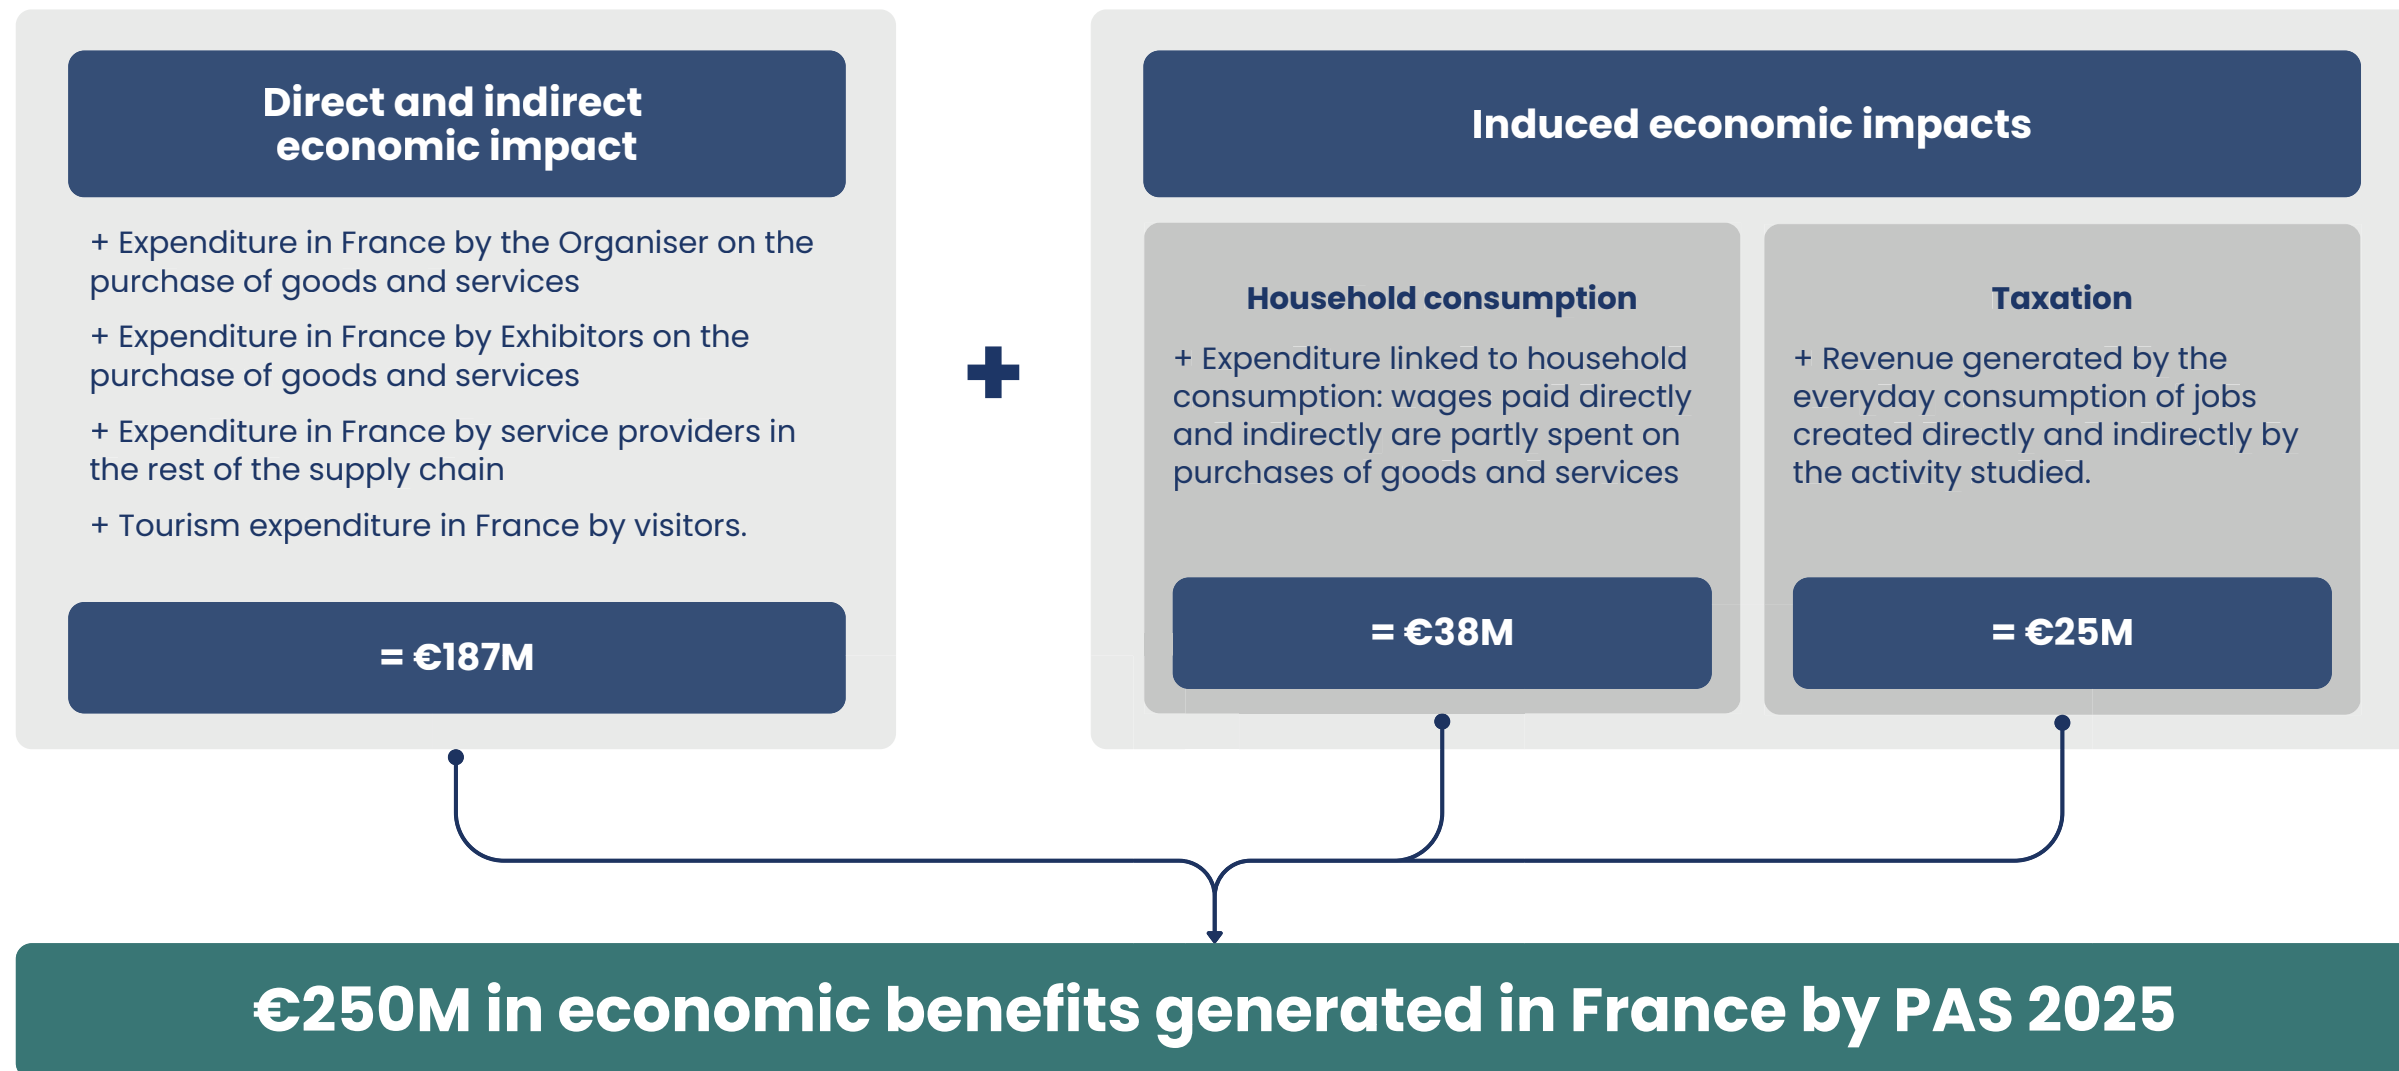 Direct and indirect
economic impact
+ Expenditure in France by the Organiser on the
purchase of goods and services
+ Expenditure in France by Exhibitors on the
purchase of goods and services
+ Expenditure in France by service providers in
the rest of the supply chain
+ Tourism expenditure in France by visitors.
= €187M
+
Induced economic impacts
Household consumption
+ Expenditure linked to household
consumption: wages paid directly
and indirectly are partly spent on
purchases of goods and services
= €38M
Taxation
+ Revenue generated by the
everyday consumption of jobs
created directly and indirectly by
the activity studied.
= €25M
€250M in economic benefits generated in France by PAS 2025